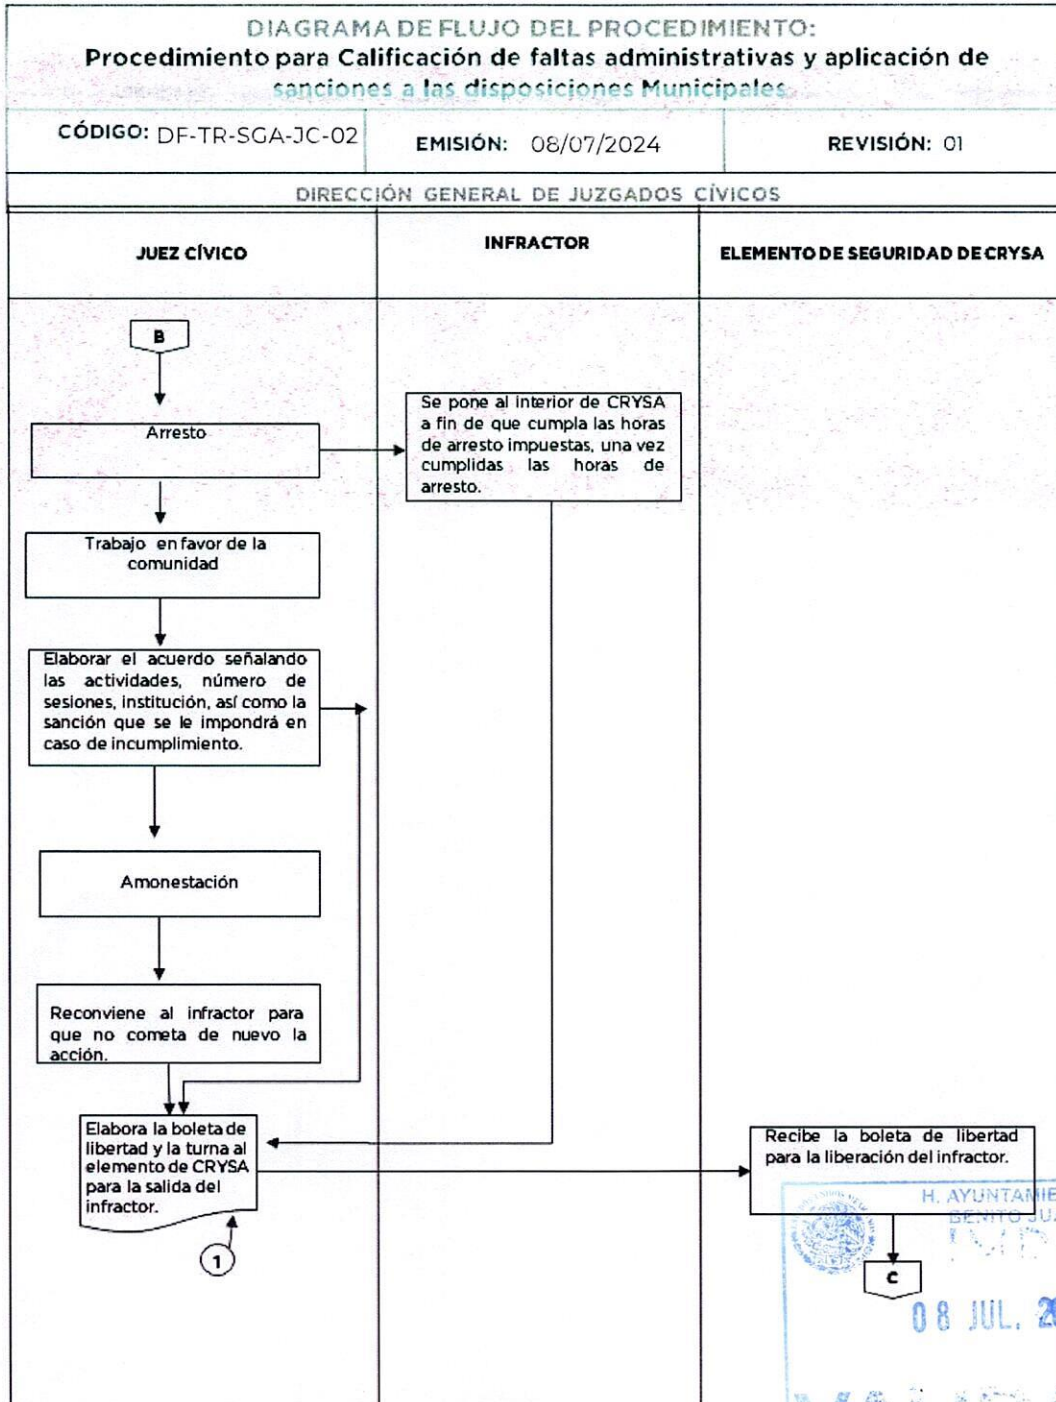 DIAGRAMA DE FLUJO DEL PROCEDIMIENTO:
Procedimiento para Calificación de faltas administrativas y aplicación de
sanciones a las disposiciones Municipales
CÓDIGO: DF-TR-SGA-JC-02
EMISIÓN: 08/07/2024
REVISIÓN: 01
DIRECCIÓN GENERAL DE JUZGADOS CÍVICOS
JUEZ CÍVICO
INFRACTOR
ELEMENTO DE SEGURIDAD DE CRYSA
B
Arresto
Se pone al interior de CRYSA
a fin de que cumpla las horas
de arresto impuestas, una vez
cumplidas las horas de
arresto.
Trabajo en favor de la
comunidad
Elaborar el acuerdo señalando
las actividades, número de
sesiones, institución, así como la
sanción que se le impondrá en
caso de incumplimiento.
Amonestación
Reconviene al infractor para
que no cometa de nuevo la
acción.
Elabora la boleta de
libertad y la turna al
elemento de CRYSA
para la salida del
infractor.
1
Recibe la boleta de libertad
para la liberación del infractor.
C
H. AYUNTAMIE
BENITO JU
08 JUL. 2